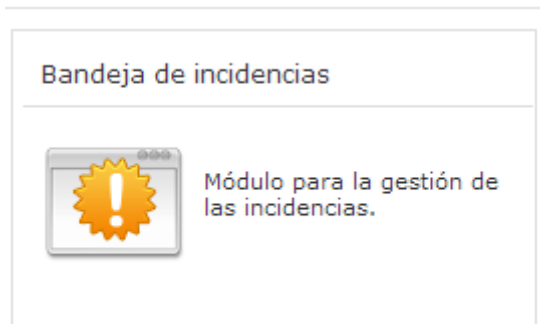 Bandeja de incidencias
Módulo para la gestión de
las incidencias.